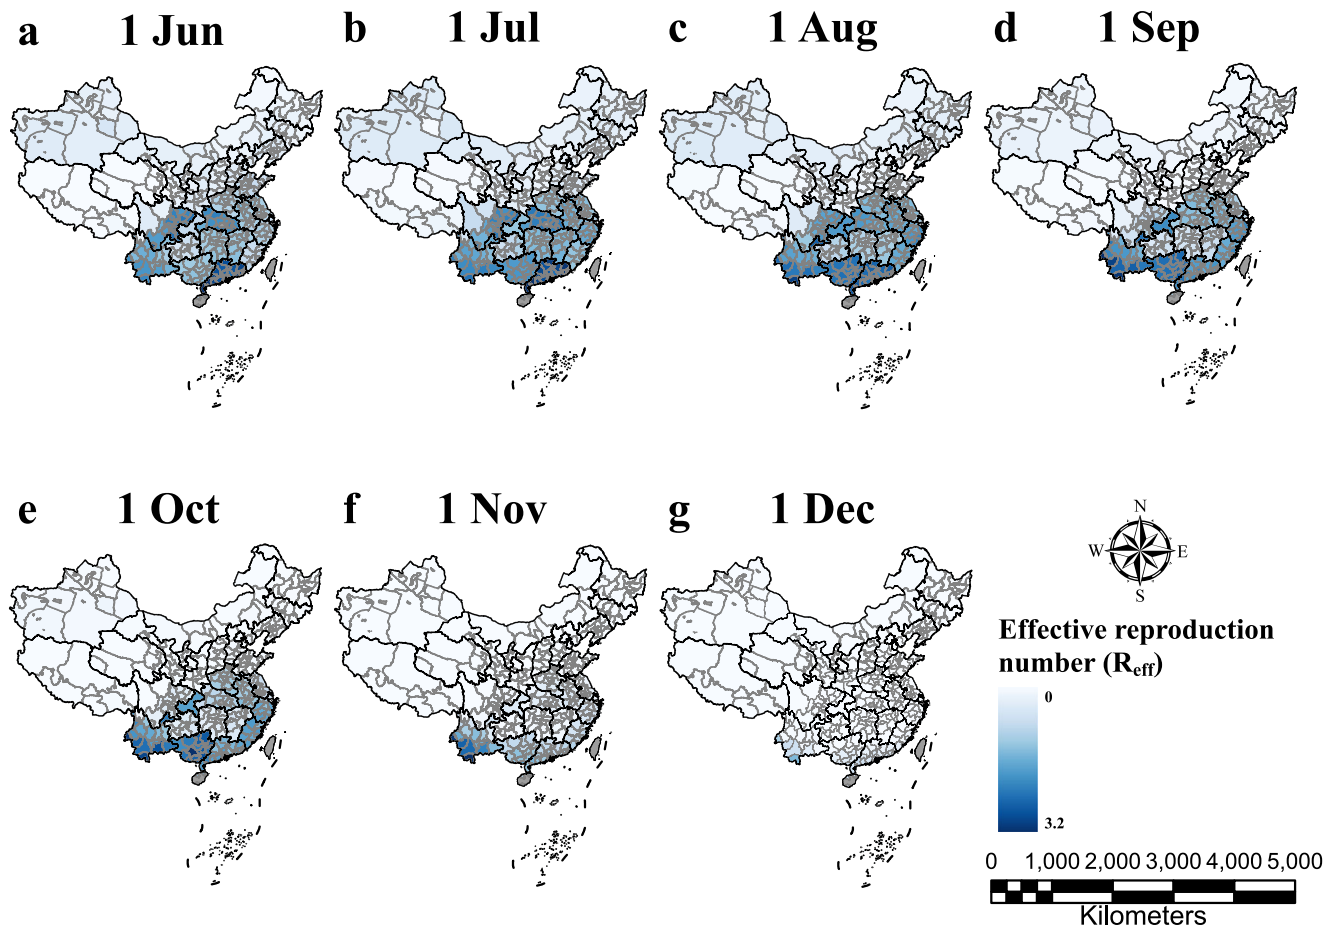 a 1 Jun
b 1 Jul
c 1 Aug
d 1 Sep
e 1 Oct
f 1 Nov
g 1 Dec
N
W E
S
Effective reproduction
number (Reff)
0
3.2
0 1,000 2,000 3,000 4,000 5,000
Kilometers